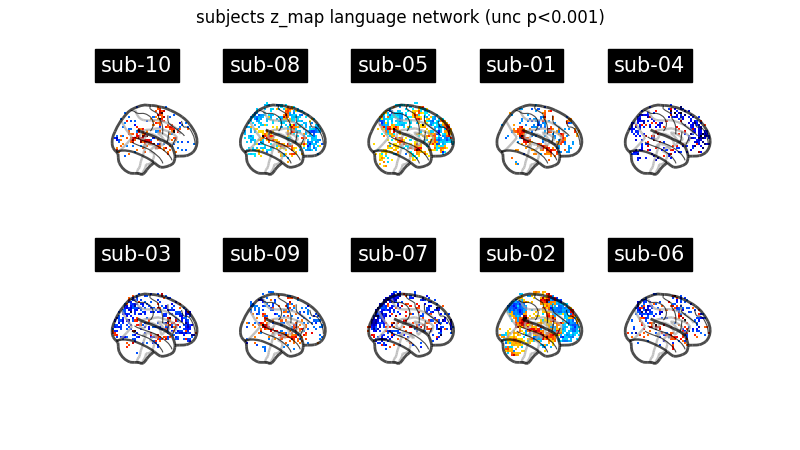 subjects z_map language network (unc p<0.001)
sub-10
sub-08
sub-05
sub-01
sub-04
sub-03
sub-09
sub-07
sub-02
sub-06